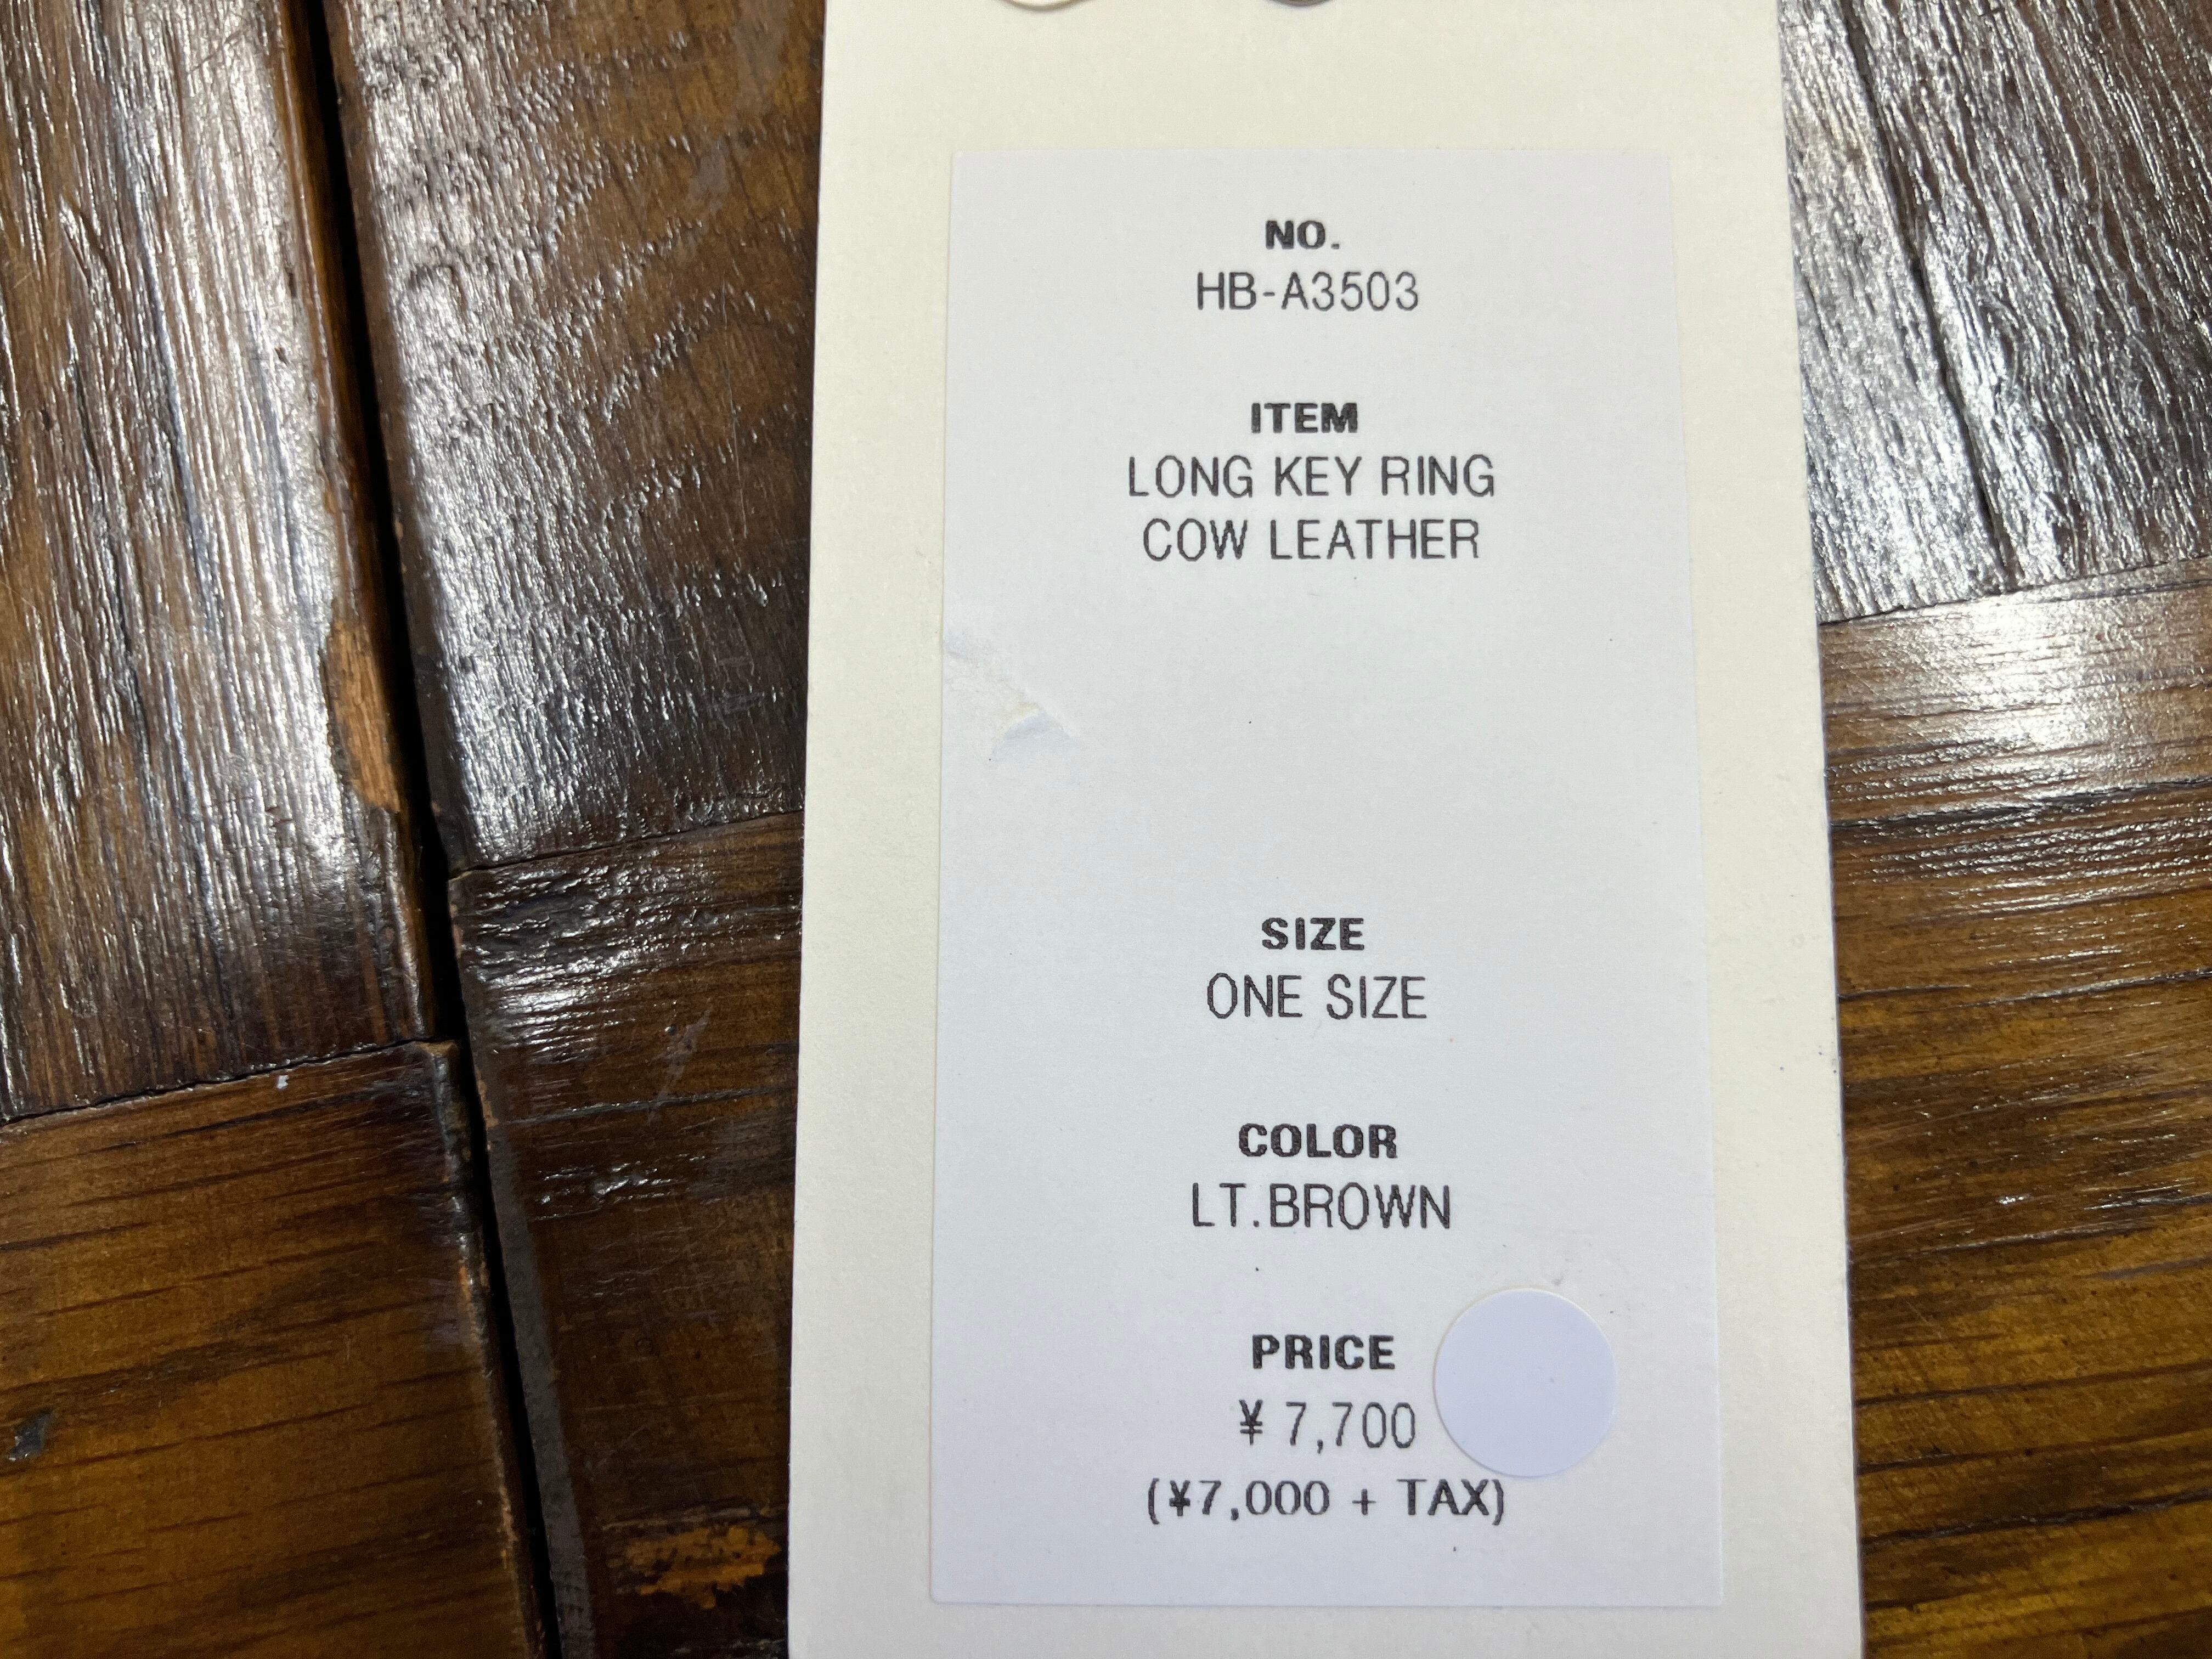 NO.
HB-A3503
ITEM
LONG KEY RING
COW LEATHER
SIZE
ONE SIZE
COLOR
LT.BROWN
PRICE
¥ 7,700
(¥7,000 + TAX)